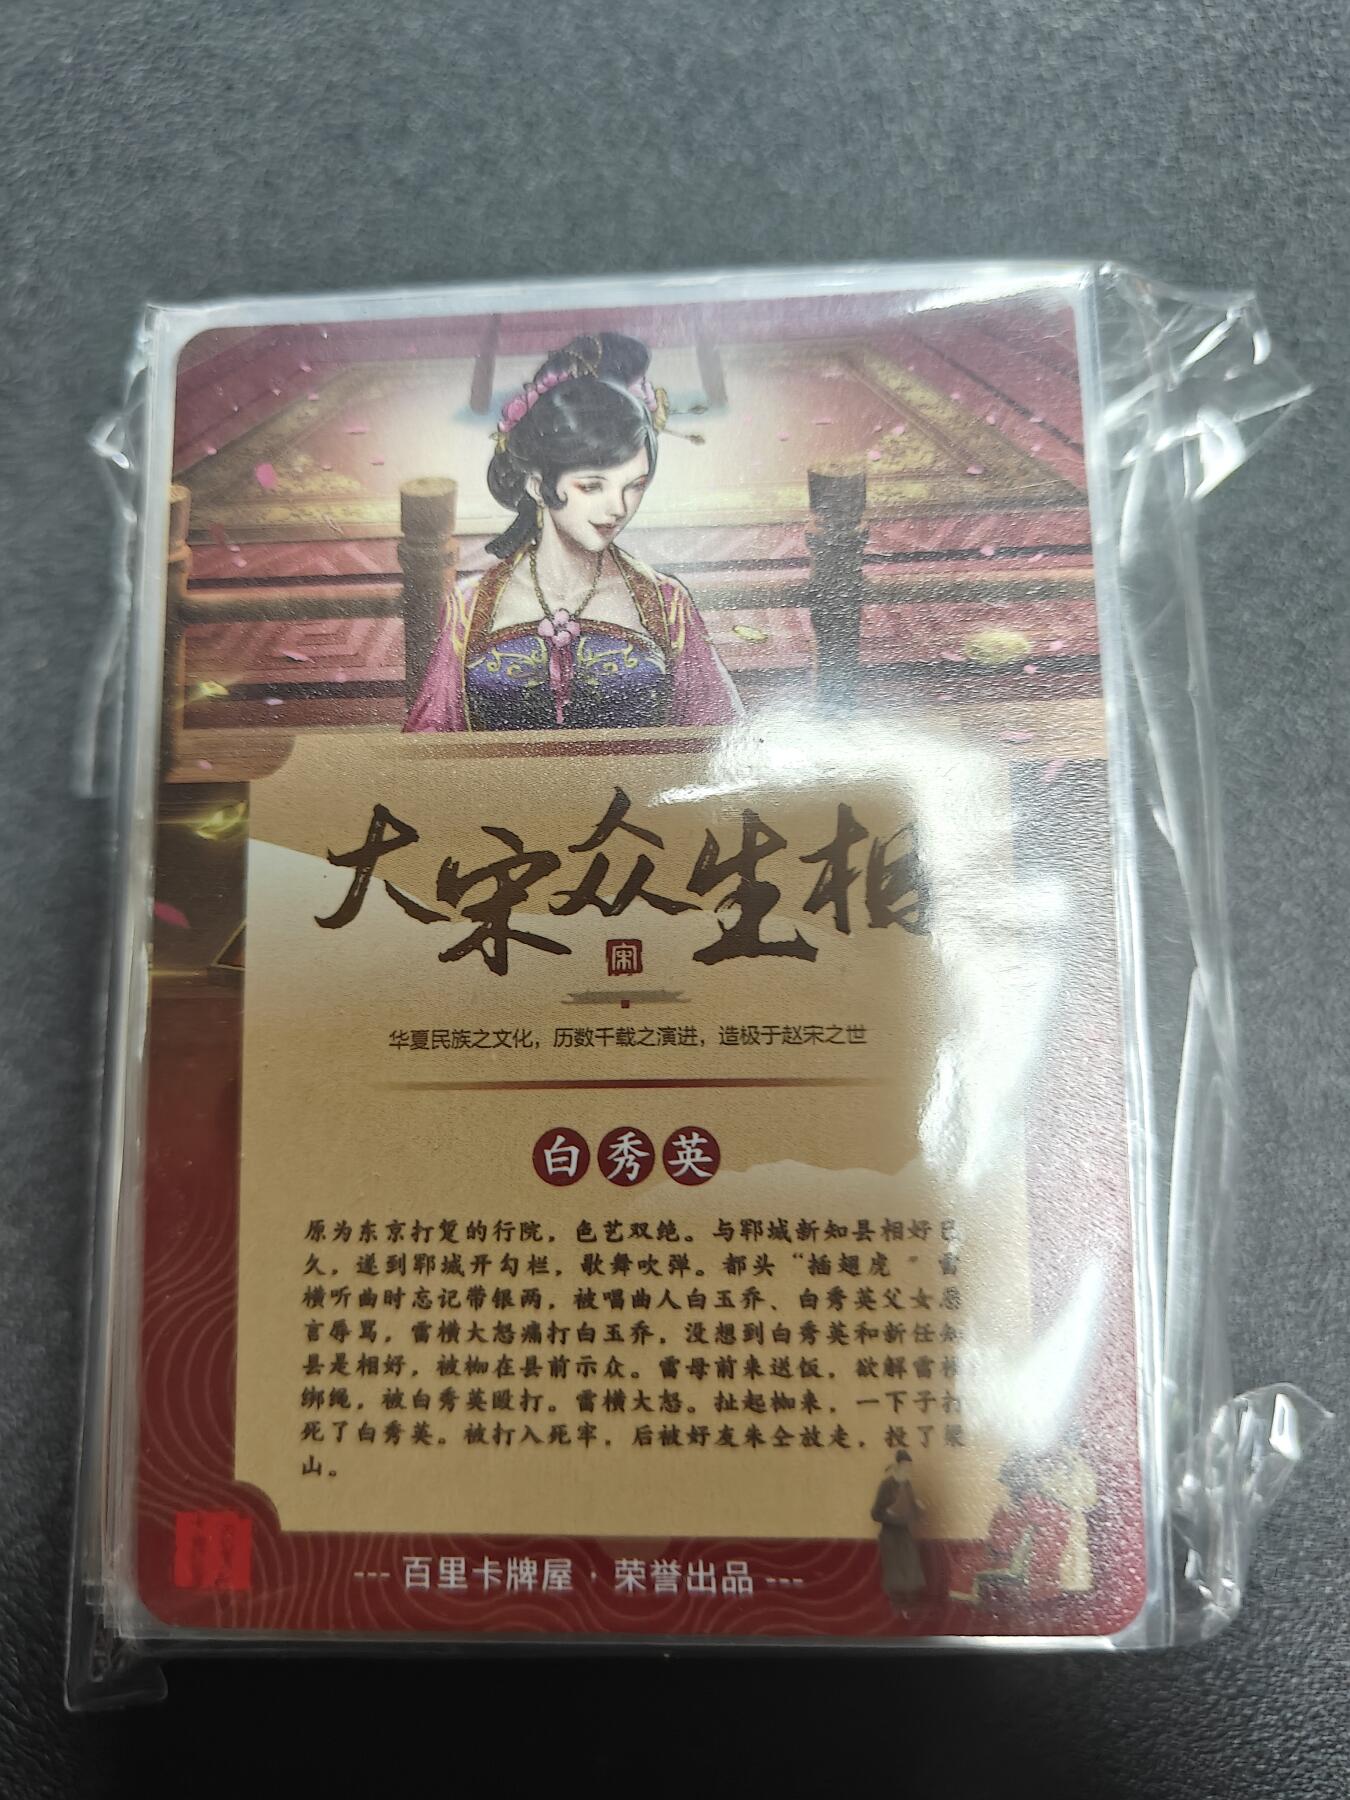 大宋众生相
宋
华夏民族之文化，历数千载之演进，造极于赵宋之世
白秀英
原为东京打踅的行院，色艺双绝。与郓城新知县相好已
久，遂到郓城开勾栏，歌舞吹弹。都头“插翅虎”雷
横听曲时忘记带银两，被唱曲人白玉乔、白秀英父女恶
言辱骂，雷横大怒痛打白玉乔，没想到白秀英和新任知
县是相好，被枷在县前示众。雷母前来送饭，欲解雷横
绑绳，被白秀英殴打。雷横大怒。扯起枷来，一下子打
死了白秀英。被打入死牢，后被好友朱仝放走，投了梁
山。
--- 百里卡牌屋 · 荣誉出品 ---